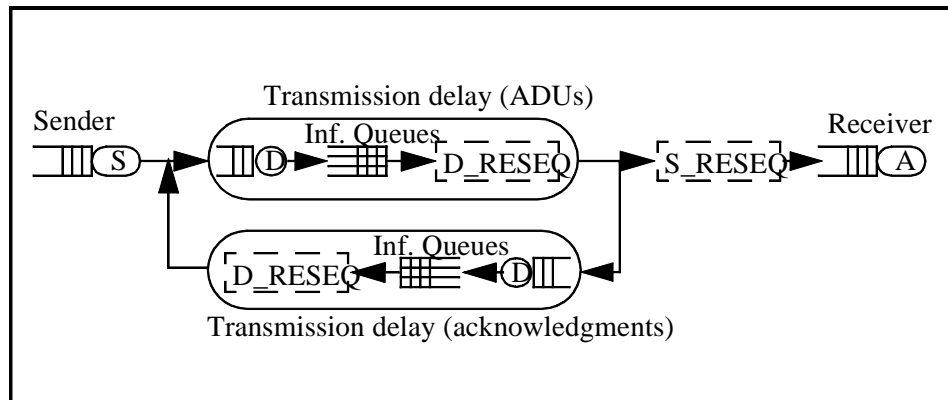 Transmission delay (ADUs)
Sender
Inf. Queues
Receiver
S
D
D_RESEQ
S_RESEQ
A
Inf. Queues
D_RESEQ
D
Transmission delay (acknowledgments)